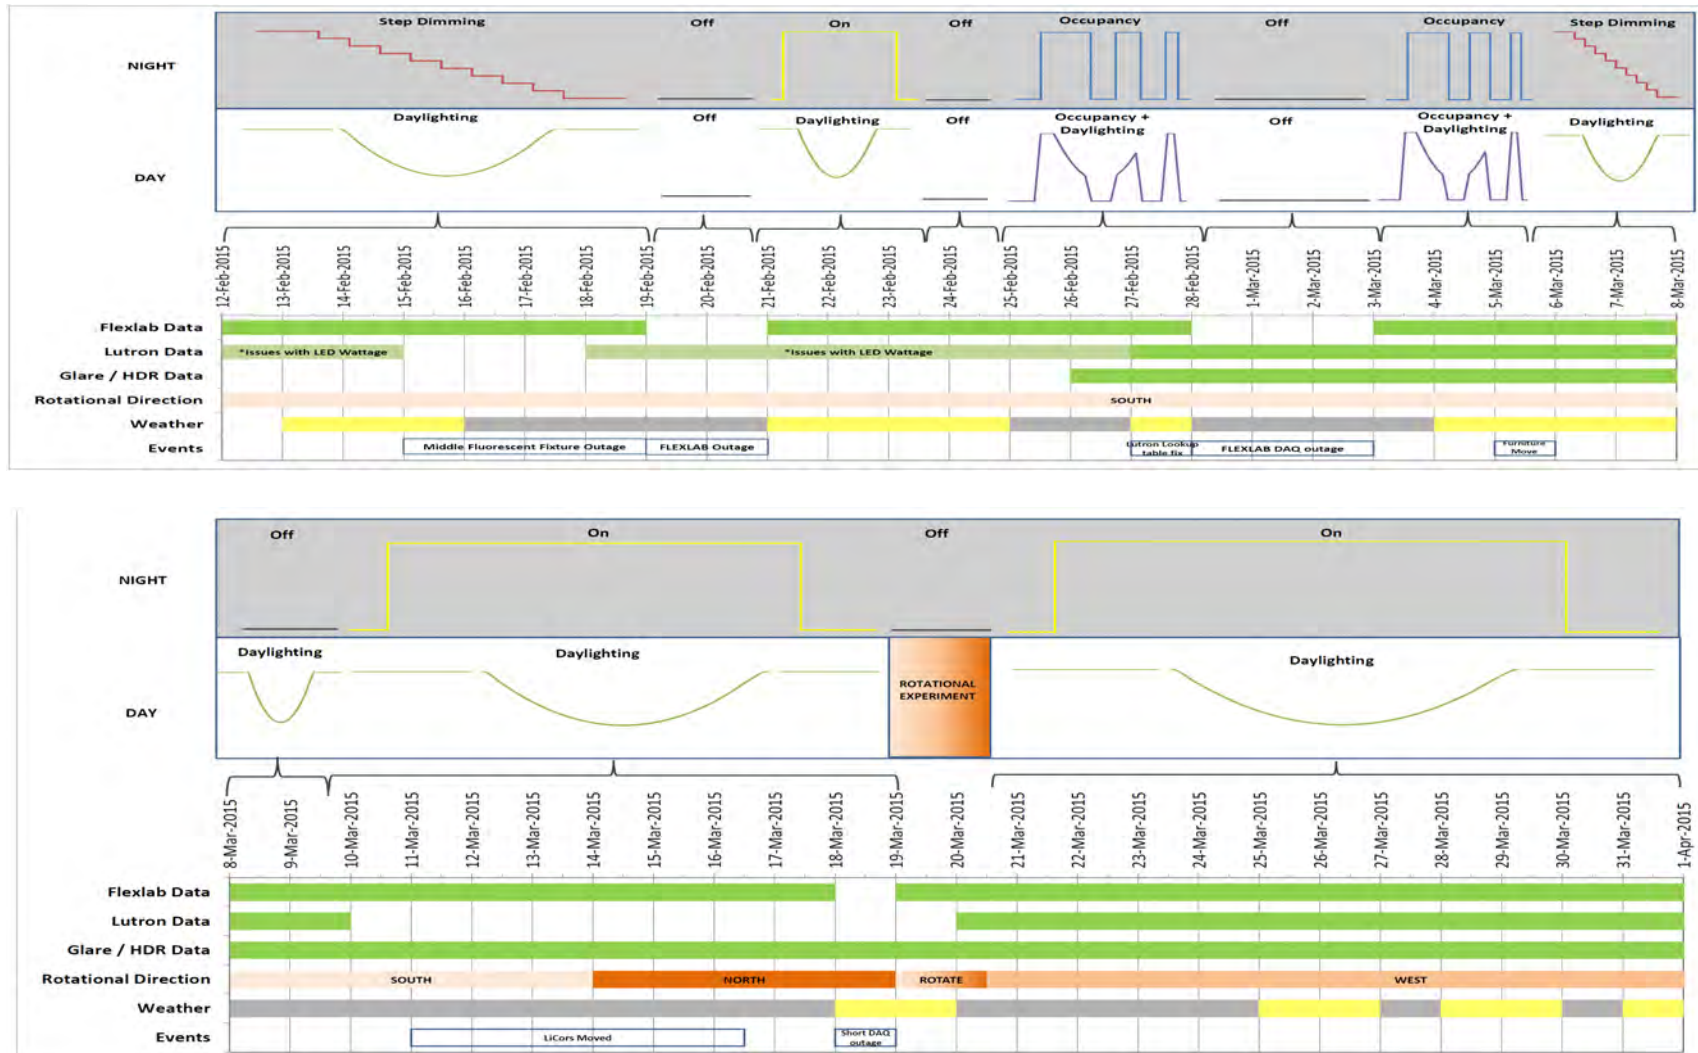 Step Dimming Off On Off Occupancy Off Occupancy Step Dimming
NIGHT
Daylighting Off Daylighting Off Occupancy + Daylighting Off Occupancy + Daylighting Daylighting
DAY
12-Feb-2015 13-Feb-2015 14-Feb-2015 15-Feb-2015 16-Feb-2015 17-Feb-2015 18-Feb-2015 19-Feb-2015 20-Feb-2015 21-Feb-2015 22-Feb-2015 23-Feb-2015 24-Feb-2015 25-Feb-2015 26-Feb-2015 27-Feb-2015 28-Feb-2015 1-Mar-2015 2-Mar-2015 3-Mar-2015 4-Mar-2015 5-Mar-2015 6-Mar-2015 7-Mar-2015 8-Mar-2015
Flexlab Data
Lutron Data *Issues with LED Wattage *Issues with LED Wattage
Glare / HDR Data
Rotational Direction SOUTH
Weather
Events Middle Fluorescent Fixture Outage FLEXLAB Outage Lutron Lookup table fix FLEXLAB DAQ outage Furniture Move
Off On Off On
NIGHT
Daylighting Daylighting ROTATIONAL EXPERIMENT Daylighting
DAY
8-Mar-2015 9-Mar-2015 10-Mar-2015 11-Mar-2015 12-Mar-2015 13-Mar-2015 14-Mar-2015 15-Mar-2015 16-Mar-2015 17-Mar-2015 18-Mar-2015 19-Mar-2015 20-Mar-2015 21-Mar-2015 22-Mar-2015 23-Mar-2015 24-Mar-2015 25-Mar-2015 26-Mar-2015 27-Mar-2015 28-Mar-2015 29-Mar-2015 30-Mar-2015 31-Mar-2015 1-Apr-2015
Flexlab Data
Lutron Data
Glare / HDR Data
Rotational Direction SOUTH NORTH ROTATE WEST
Weather
Events LiCors Moved Short DAQ outage